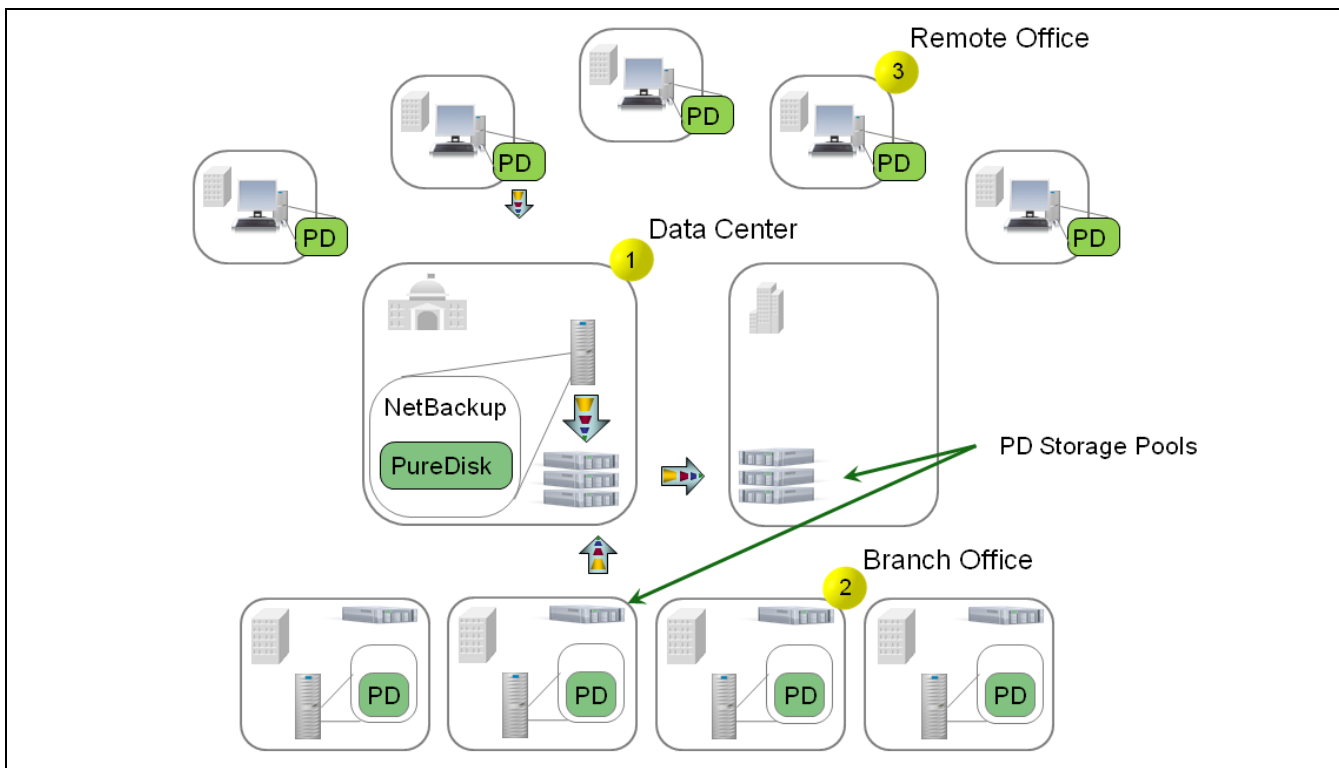 Remote Office
3
PD
PD
PD
PD
PD
Data Center
1
NetBackup
PureDisk
PD Storage Pools
Branch Office
2
PD
PD
PD
PD